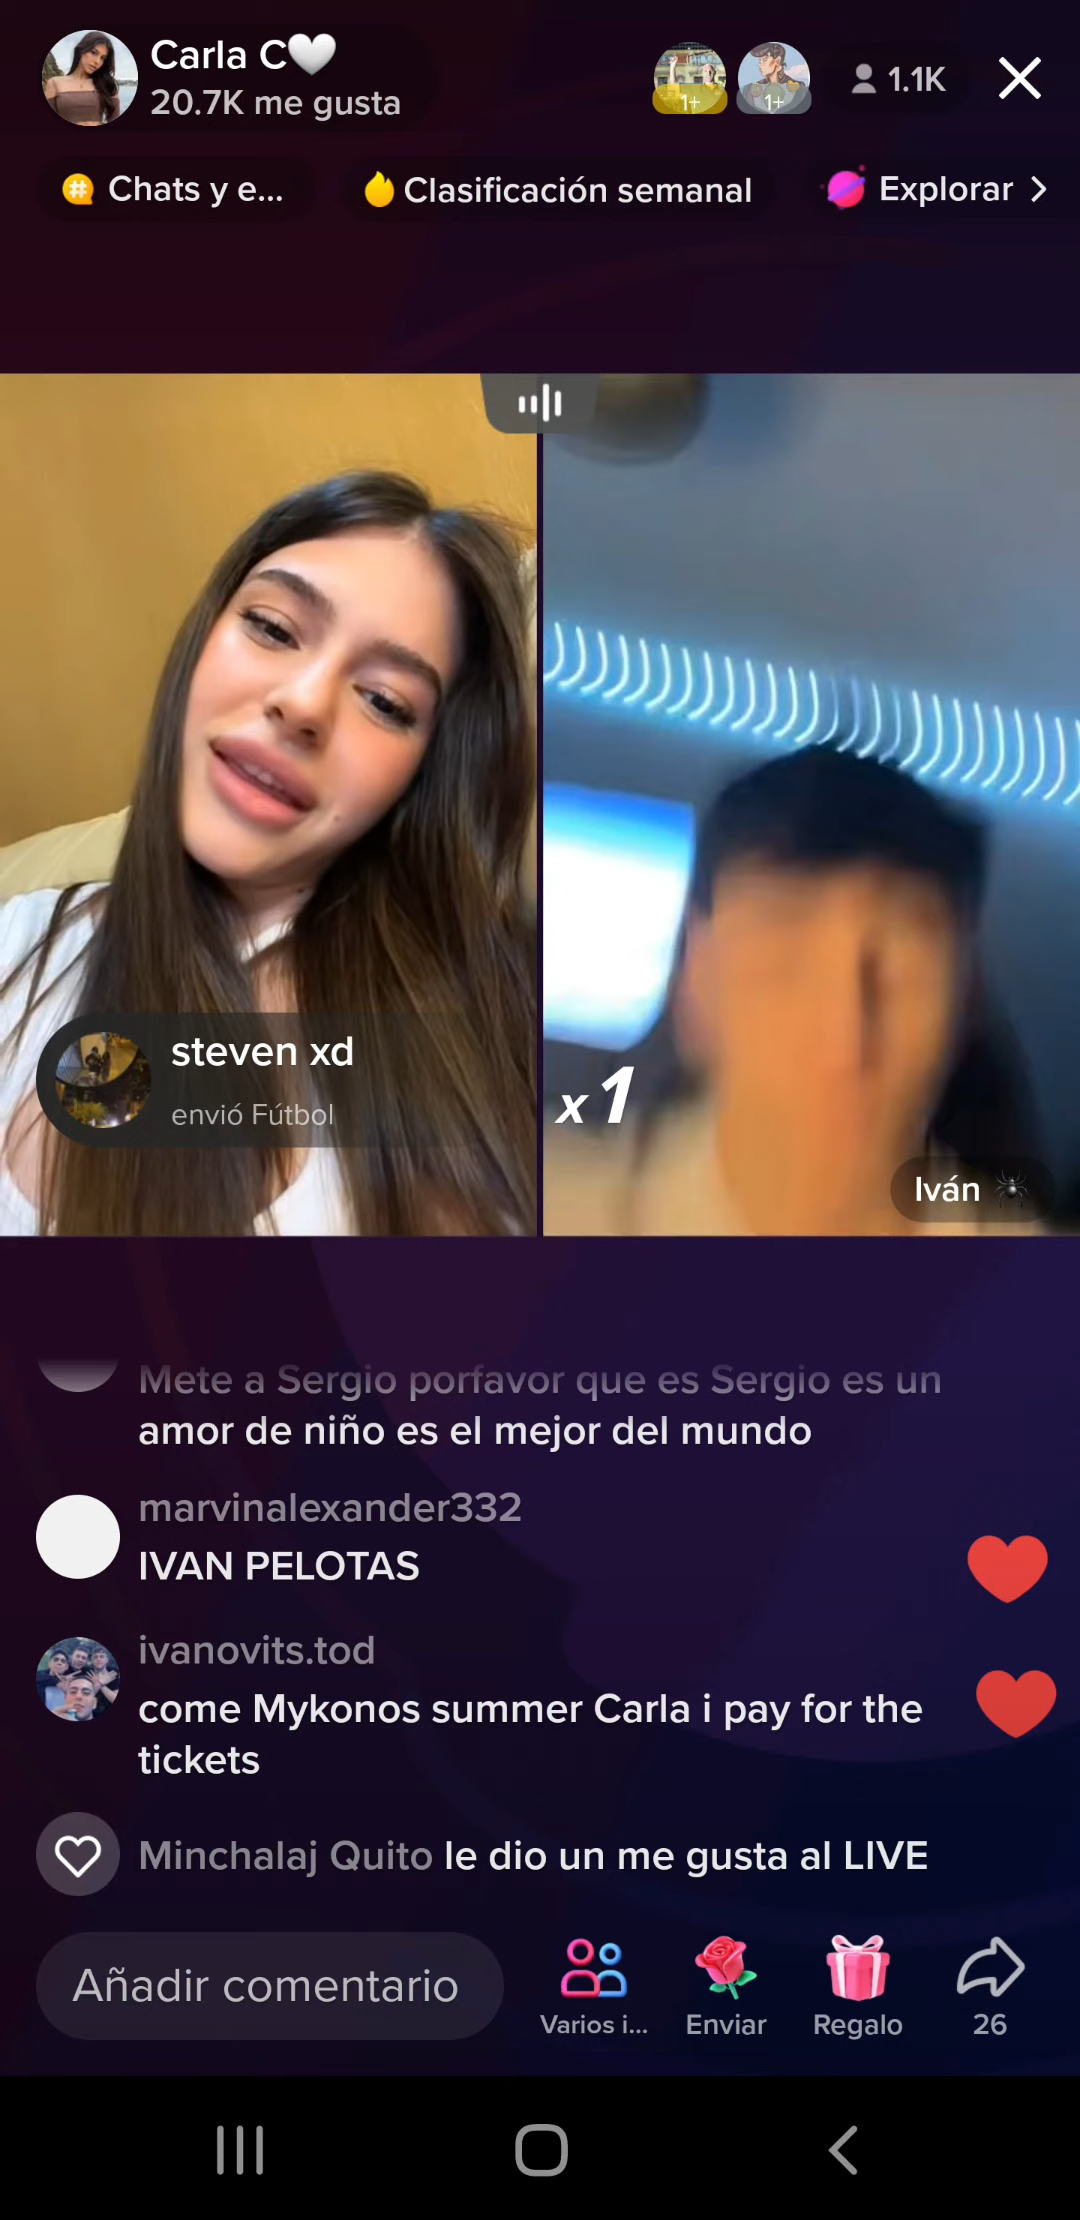 Carla C🤍
20.7K me gusta
1+
1+
1.1K
Chats y e...
Clasificación semanal
Explorar
steven xd
envió Fútbol
x1
Iván 🕷
Mete a Sergio porfavor que es Sergio es un
amor de niño es el mejor del mundo
marvinalexander332
IVAN PELOTAS
ivanovits.tod
come Mykonos summer Carla i pay for the
tickets
Minchalaj Quito le dio un me gusta al LIVE
Añadir comentario
Varios i...
Enviar
Regalo
26